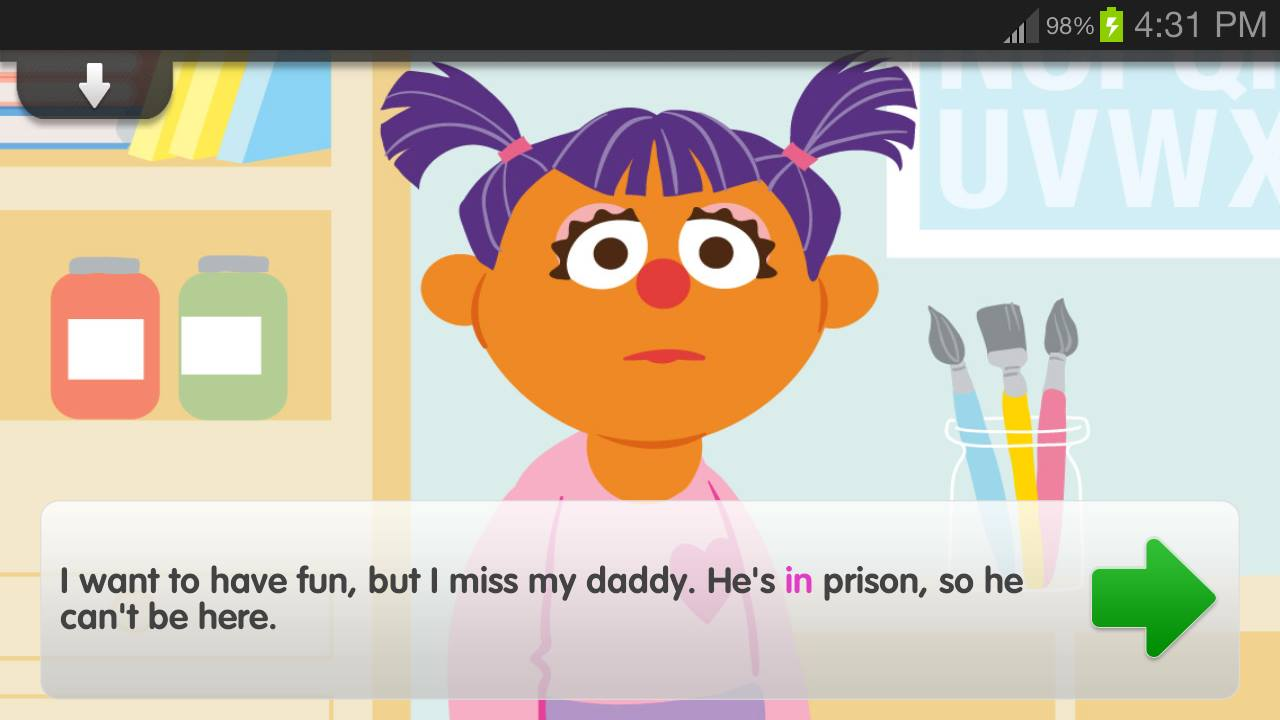 98% 4:31 PM
UVWX
I want to have fun, but I miss my daddy. He's in prison, so he
can't be here.